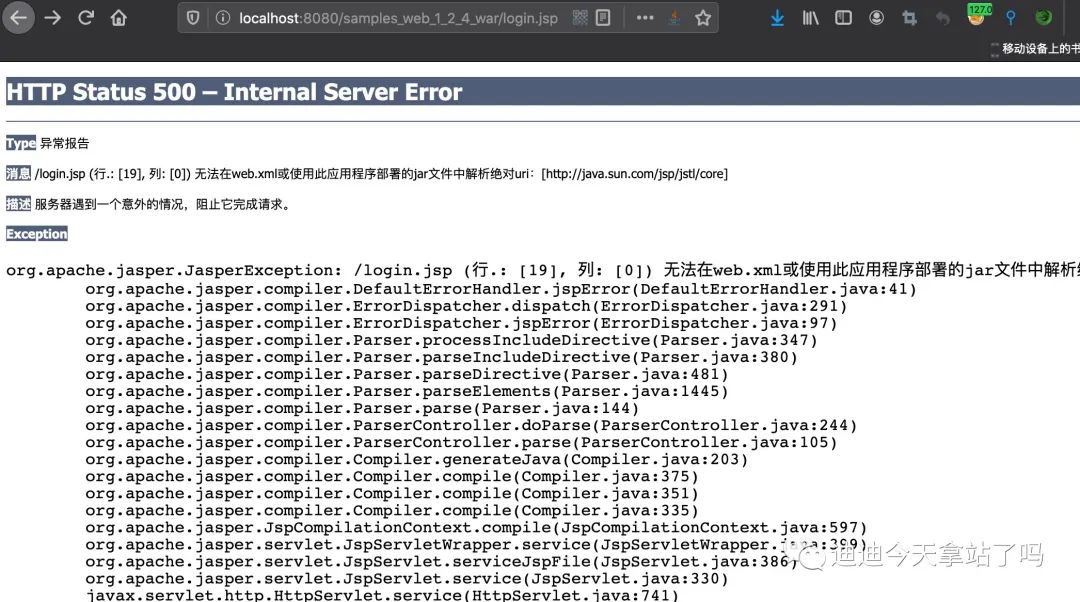 localhost:8080/samples_web_1_2_4_war/login.jsp
127.0
移动设备上的书
HTTP Status 500 – Internal Server Error
Type 异常报告
消息 /login.jsp (行.: [19], 列: [0]) 无法在web.xml或使用此应用程序部署的jar文件中解析绝对uri：[http://java.sun.com/jsp/jstl/core]
描述 服务器遇到一个意外的情况，阻止它完成请求。
Exception
org.apache.jasper.JasperException: /login.jsp (行.: [19], 列: [0]) 无法在web.xml或使用此应用程序部署的jar文件中解析
org.apache.jasper.compiler.DefaultErrorHandler.jspError(DefaultErrorHandler.java:41)
org.apache.jasper.compiler.ErrorDispatcher.dispatch(ErrorDispatcher.java:291)
org.apache.jasper.compiler.ErrorDispatcher.jspError(ErrorDispatcher.java:97)
org.apache.jasper.compiler.Parser.processIncludeDirective(Parser.java:347)
org.apache.jasper.compiler.Parser.parseIncludeDirective(Parser.java:380)
org.apache.jasper.compiler.Parser.parseDirective(Parser.java:481)
org.apache.jasper.compiler.Parser.parseElements(Parser.java:1445)
org.apache.jasper.compiler.Parser.parse(Parser.java:144)
org.apache.jasper.compiler.ParserController.doParse(ParserController.java:244)
org.apache.jasper.compiler.ParserController.parse(ParserController.java:105)
org.apache.jasper.compiler.Compiler.generateJava(Compiler.java:203)
org.apache.jasper.compiler.Compiler.compile(Compiler.java:375)
org.apache.jasper.compiler.Compiler.compile(Compiler.java:351)
org.apache.jasper.compiler.Compiler.compile(Compiler.java:335)
org.apache.jasper.JspCompilationContext.compile(JspCompilationContext.java:597)
org.apache.jasper.servlet.JspServletWrapper.service(JspServletWrapper.java:399)
org.apache.jasper.servlet.JspServlet.serviceJspFile(JspServlet.java:386)
org.apache.jasper.servlet.JspServlet.service(JspServlet.java:330)
javax.servlet.http.HttpServlet.service(HttpServlet.java:741)
迪迪今天拿站了吗